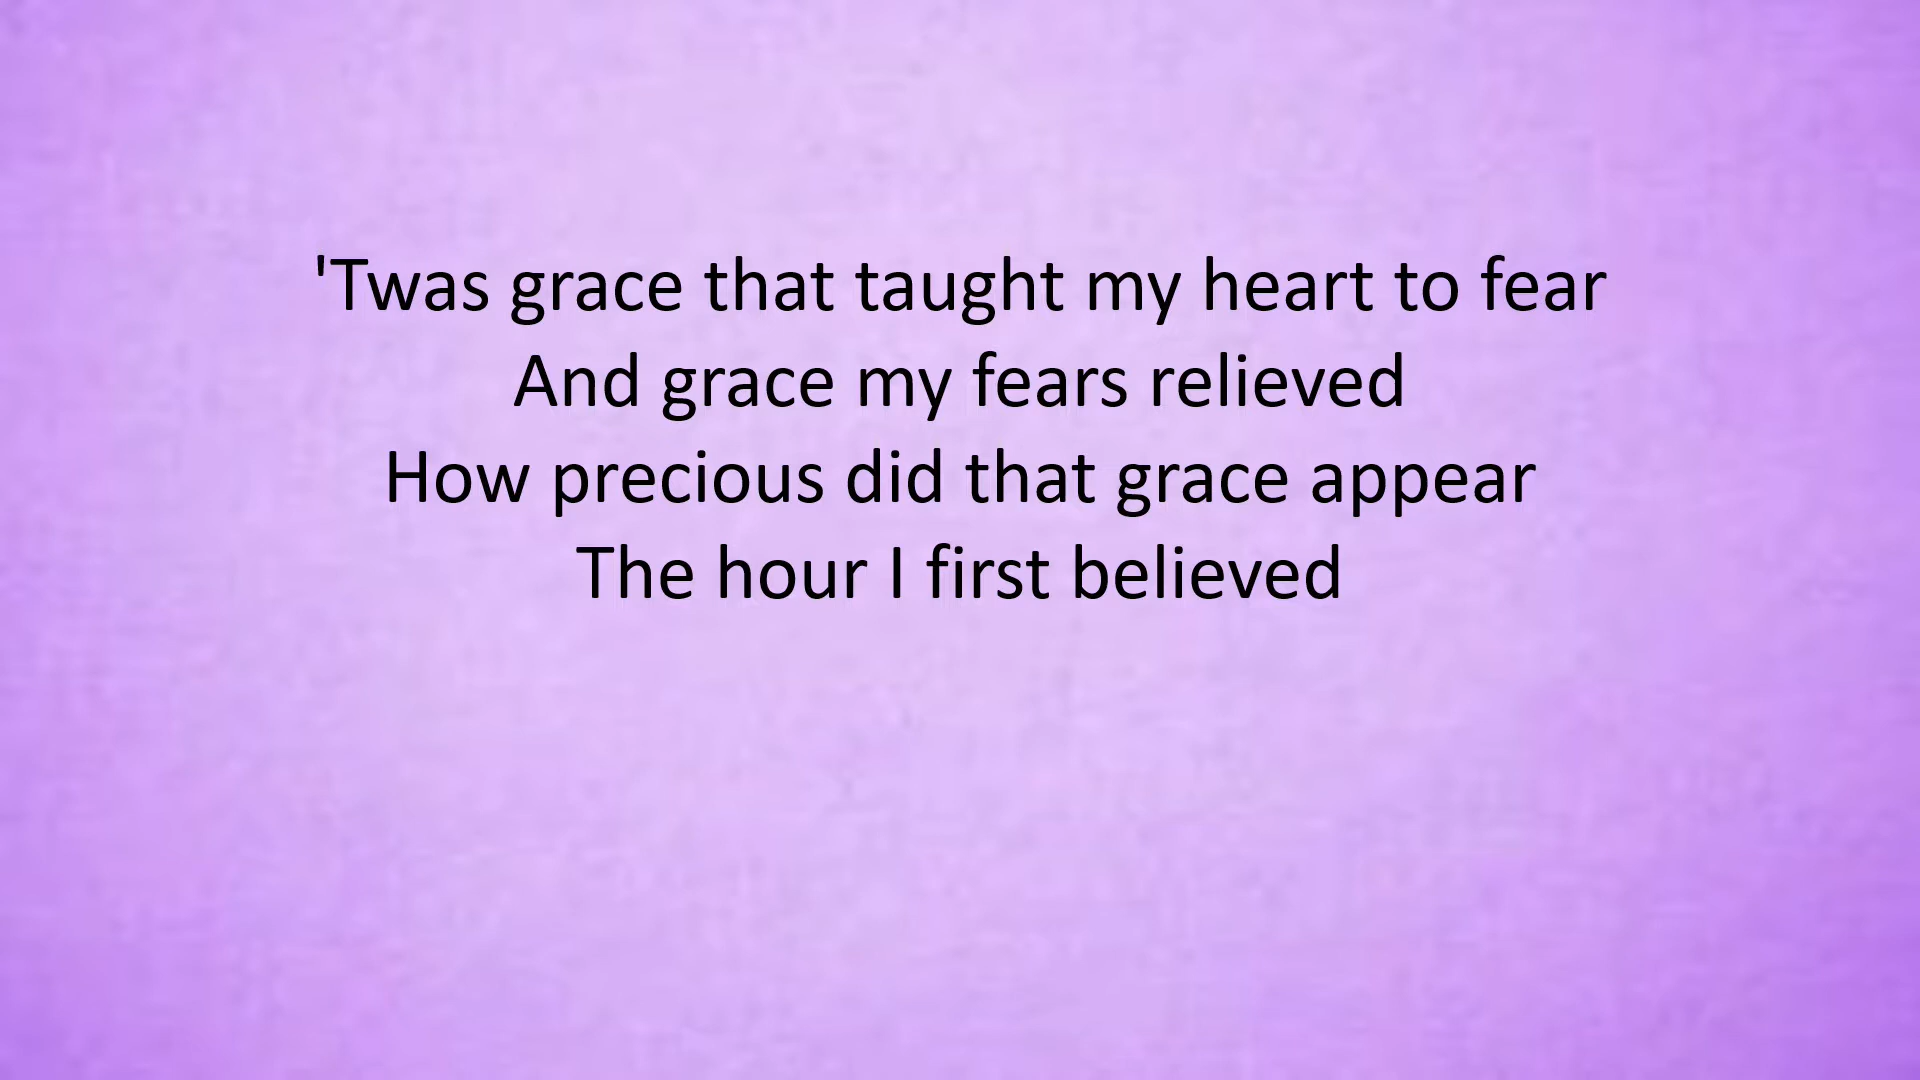 'Twas grace that taught my heart to fear
And grace my fears relieved
How precious did that grace appear
The hour I first believed